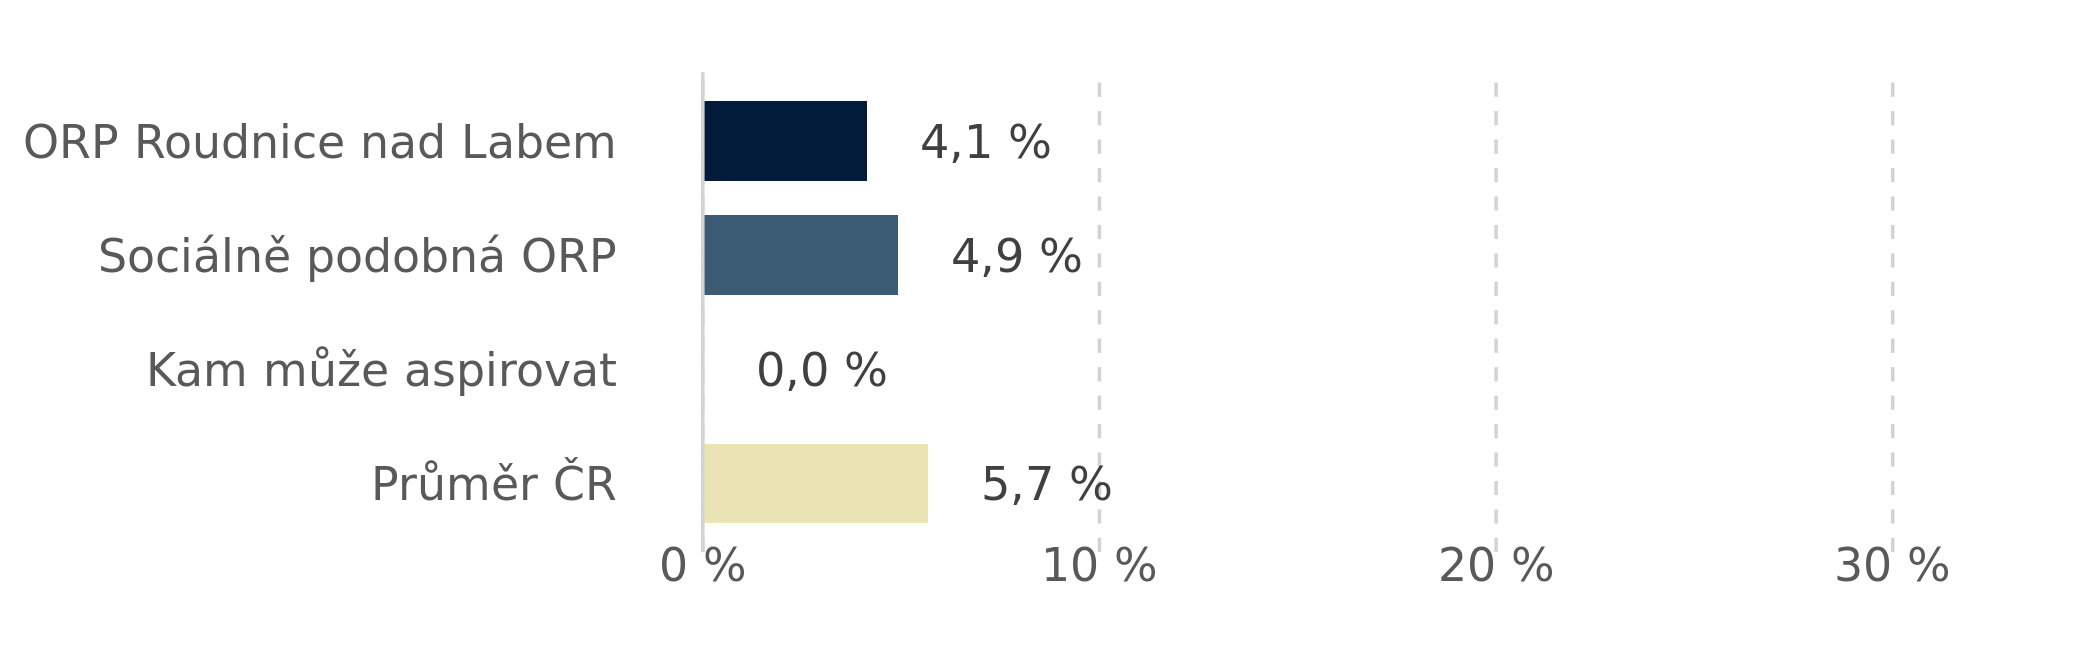 ORP Roudnice nad Labem 4,1 %
Sociálně podobná ORP 4,9 %
Kam může aspirovat 0,0 %
Průměr ČR 5,7 %
0 % 10 % 20 % 30 %